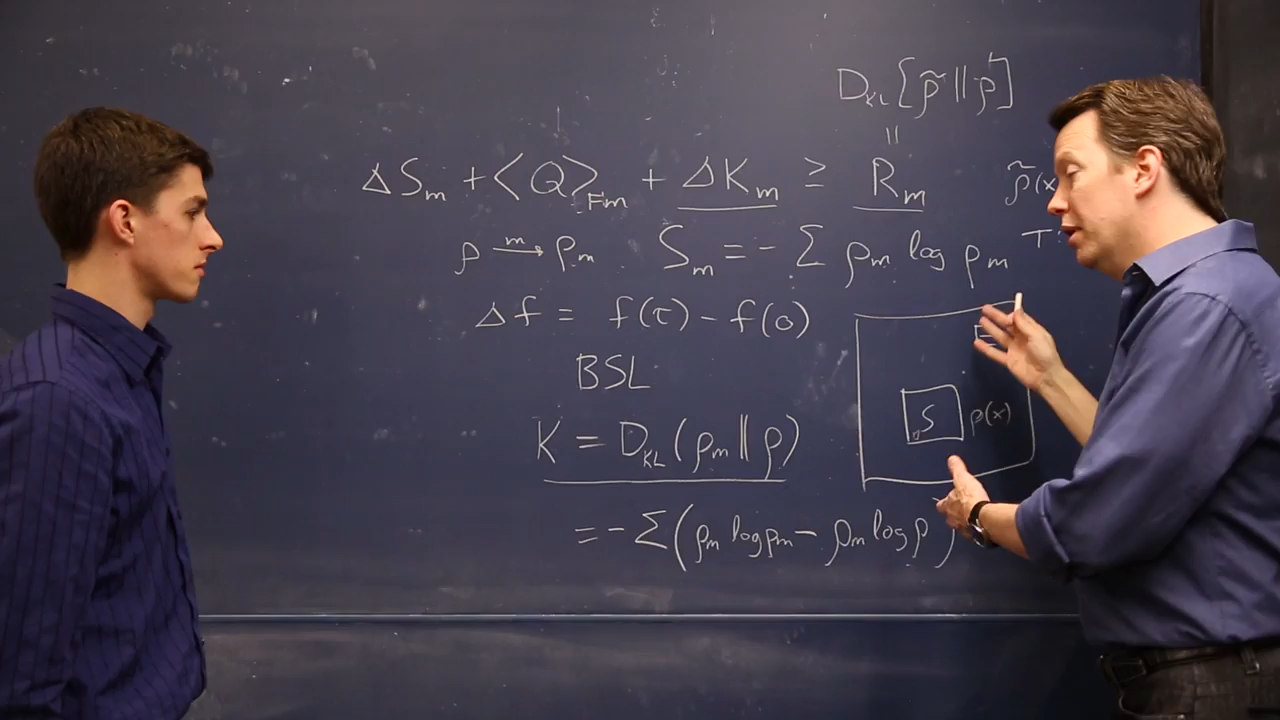 D_KL [ρ̃ || ρ]
||
ΔS_m + <Q>_Fm + ΔK_m ≥ R_m
ρ̃(x
ρ →^m ρ_m S_m = - Σ ρ_m log ρ_m
T:
Δf = f(τ) - f(0)
BSL
S ρ(x)
K = D_KL (ρ_m || ρ)
= - Σ (ρ_m log ρ_m - ρ_m log ρ)